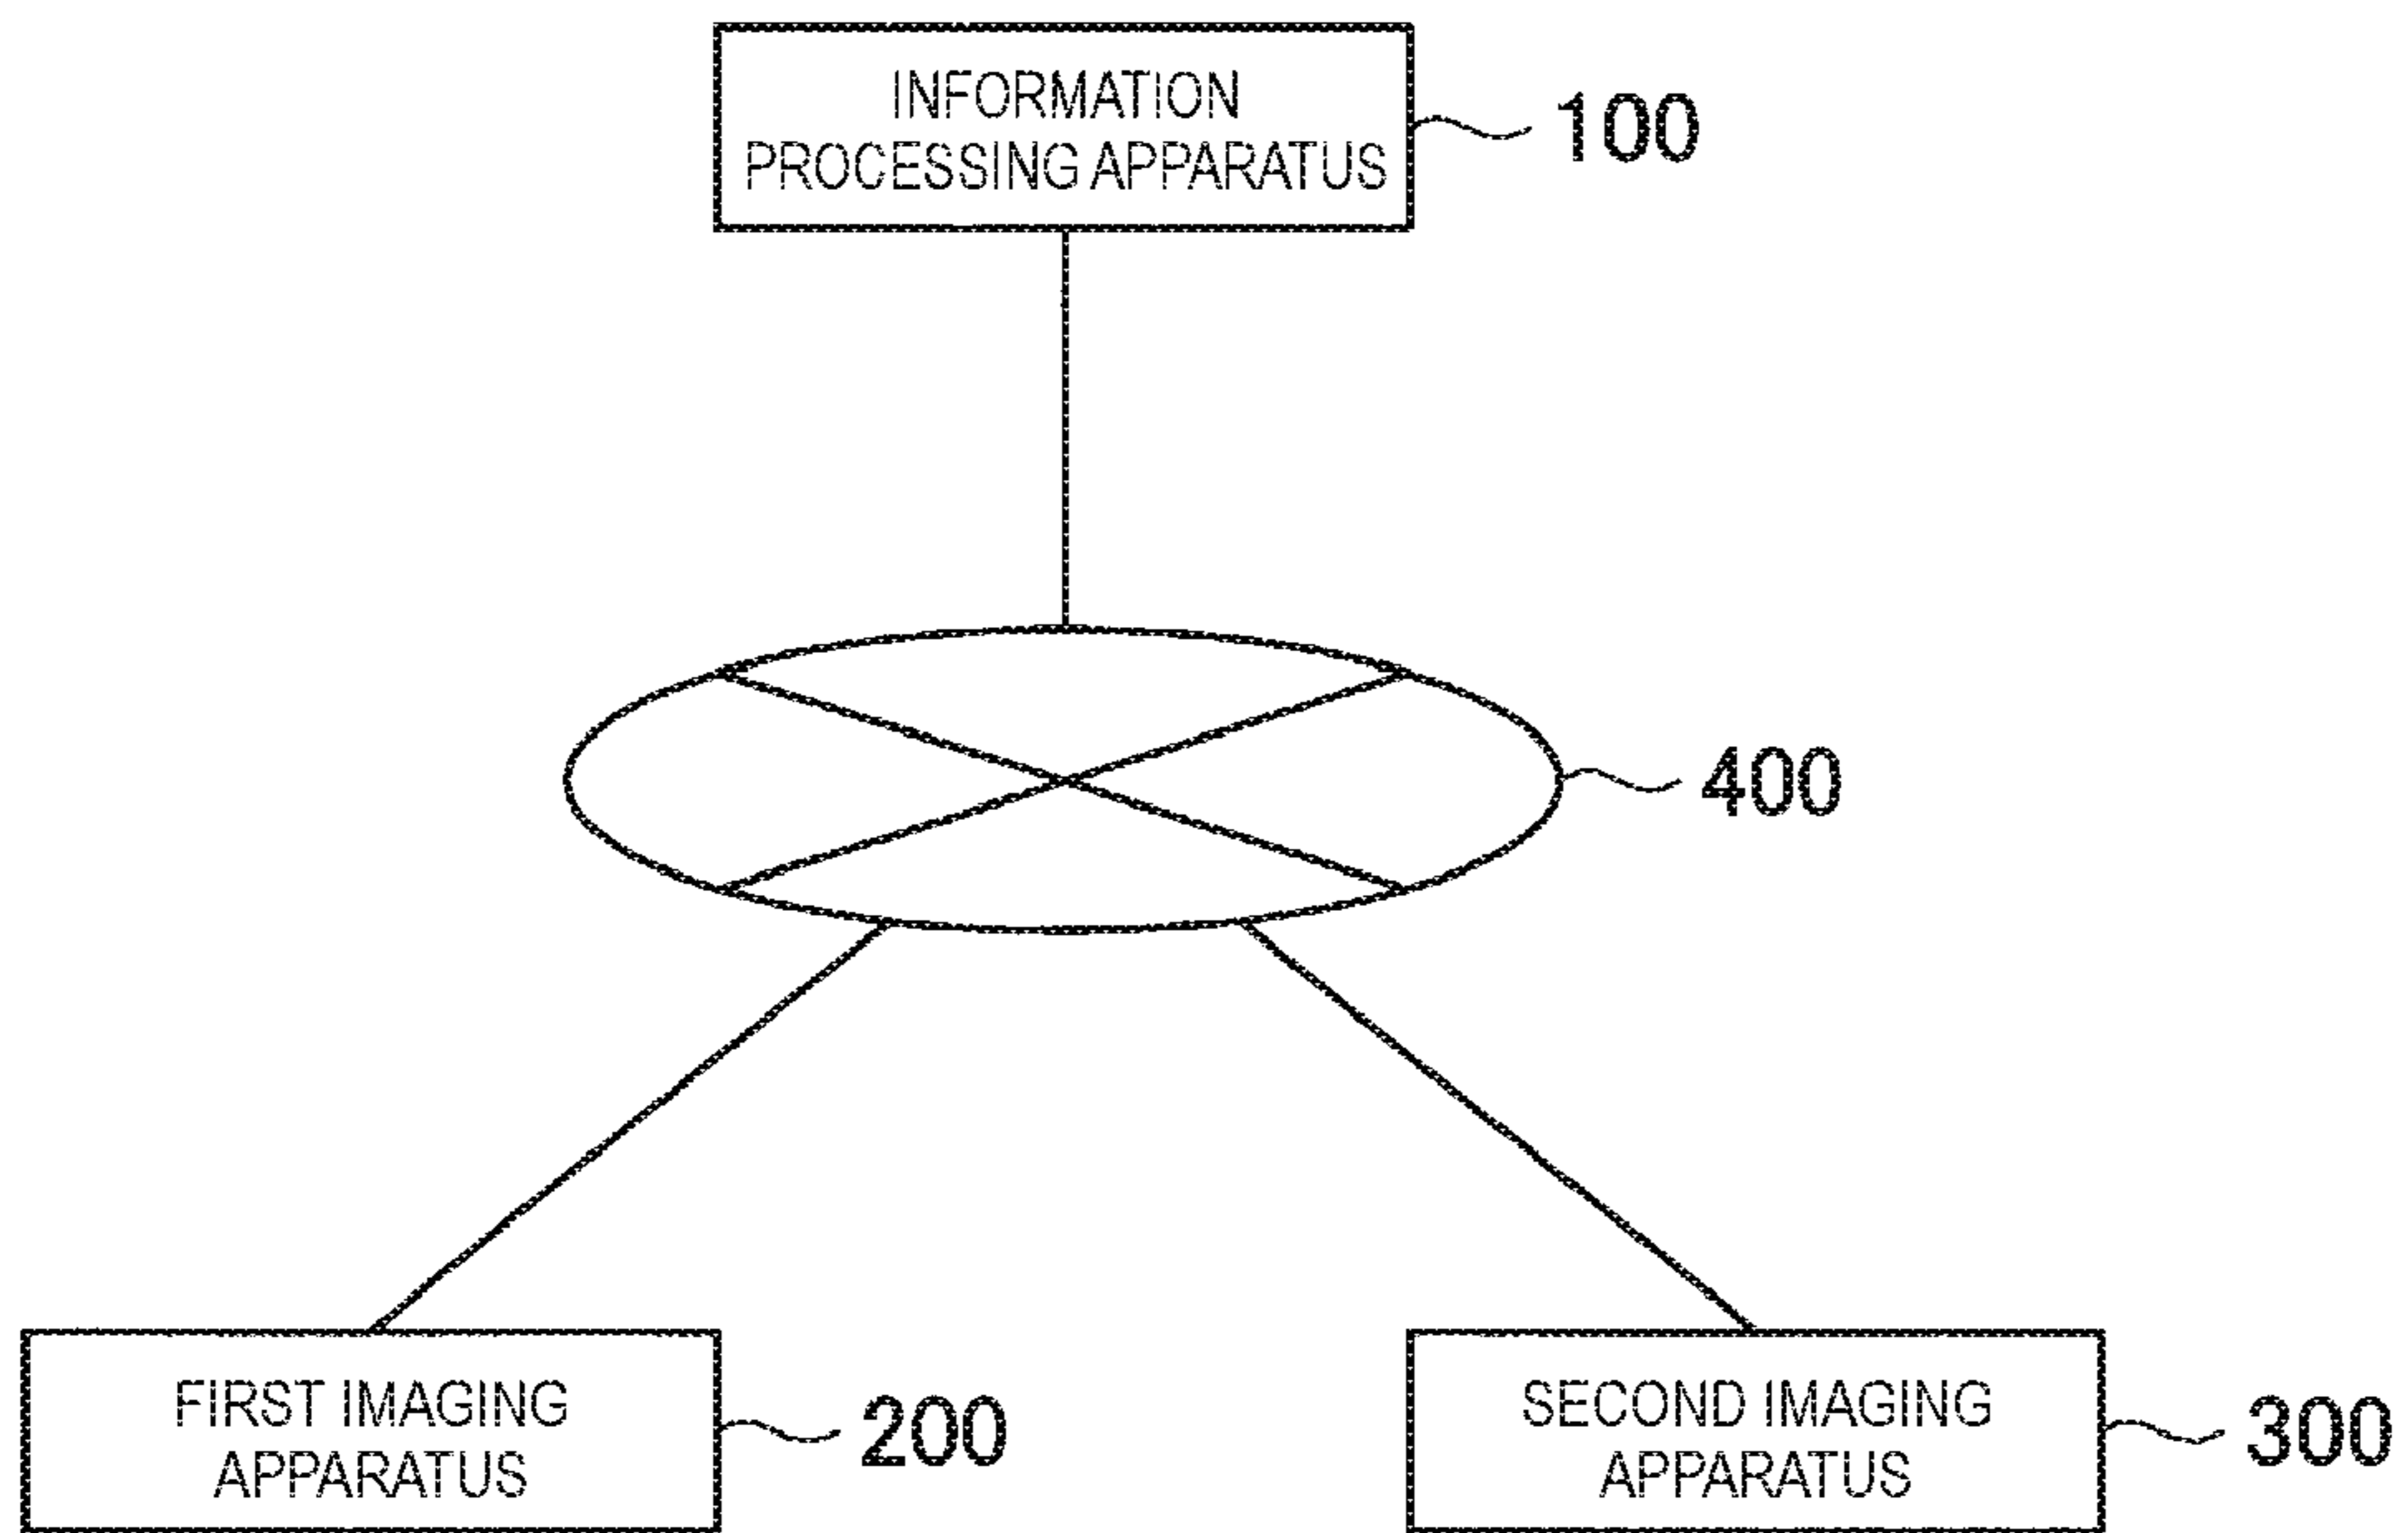 INFORMATION
PROCESSING APPARATUS
100
400
FIRST IMAGING
APPARATUS
200
SECOND IMAGING
APPARATUS
300